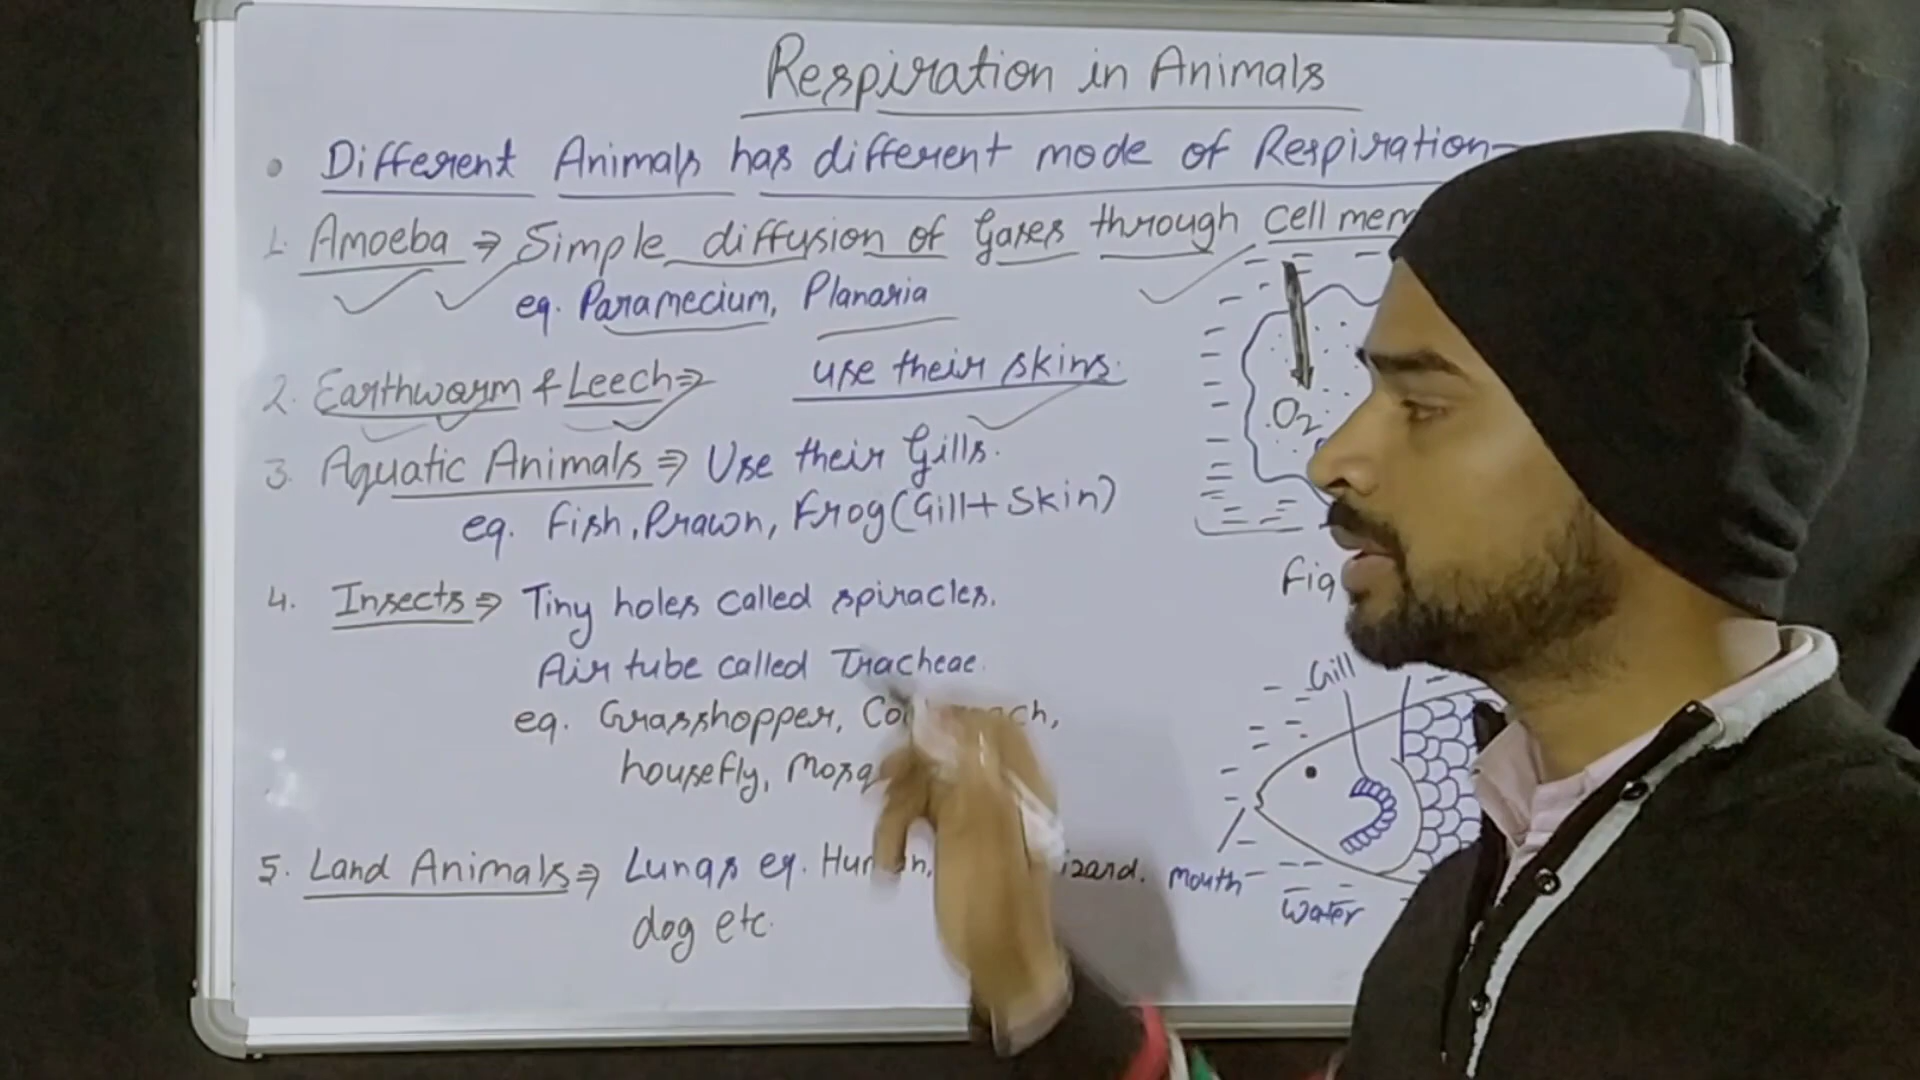 Respiration in Animals
• Different Animals has different mode of Respiration
1. Amoeba ⇒ Simple diffusion of Gases through cell
eg. Paramecium, Planaria
2. Earthworm & Leech ⇒ use their skins.
3. Aquatic Animals ⇒ Use their Gills.
eg. Fish, Prawn, Frog (Gill + Skin)
4. Insects ⇒ Tiny holes called spiracles.
Air tube called Tracheae.
eg. Grasshopper,
housefly,
5. Land Animals ⇒ Lungs eg.
dog etc.
O2
Fig
Gill
Mouth
Water